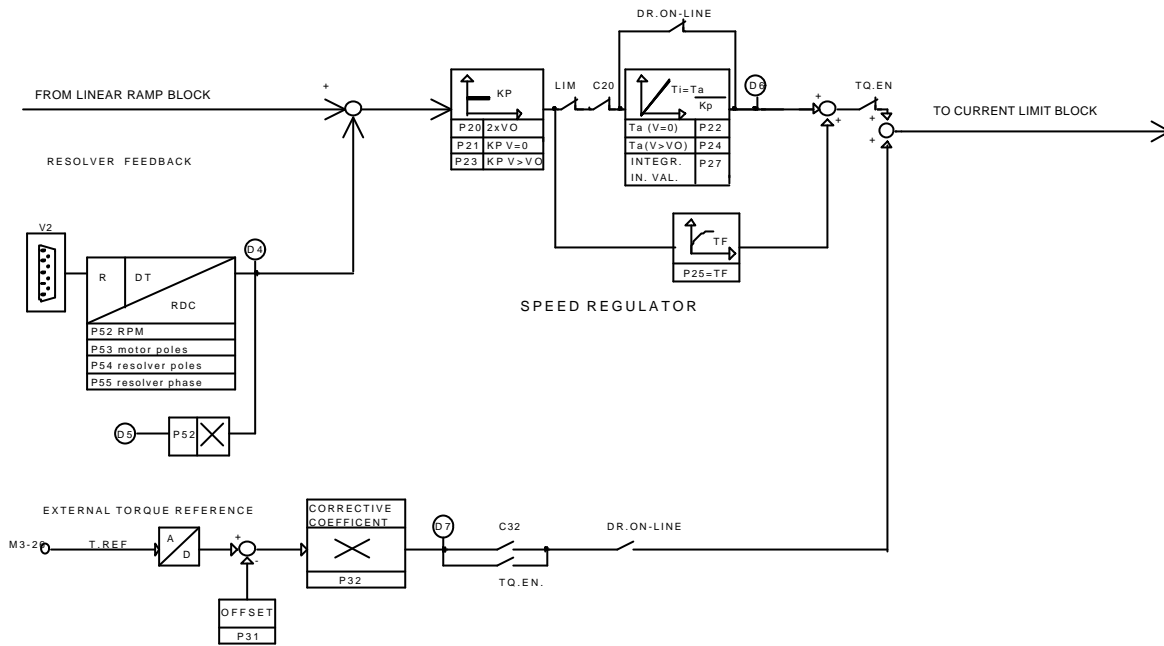 DR.ON-LINE
FROM LINEAR RAMP BLOCK
+
KP
LIM
C20
Ti=Ta
Kp
D6
TQ.EN
TO CURRENT LIMIT BLOCK
+
+
+
+
P20 2xVO
P21 KP V=0
P23 KP V>VO
Ta (V=0) P22
Ta(V>VO) P24
INTEGR. P27
IN. VAL.
RESOLVER FEEDBACK
V2
D4
TF
P25=TF
R DT
RDC
SPEED REGULATOR
P52 RPM
P53 motor poles
P54 resolver poles
P55 resolver phase
D5
P52
EXTERNAL TORQUE REFERENCE
CORRECTIVE
COEFFICENT
D7
C32
DR.ON-LINE
M3-26
T.REF
A
D
+
-
TQ.EN.
P32
OFFSET
P31